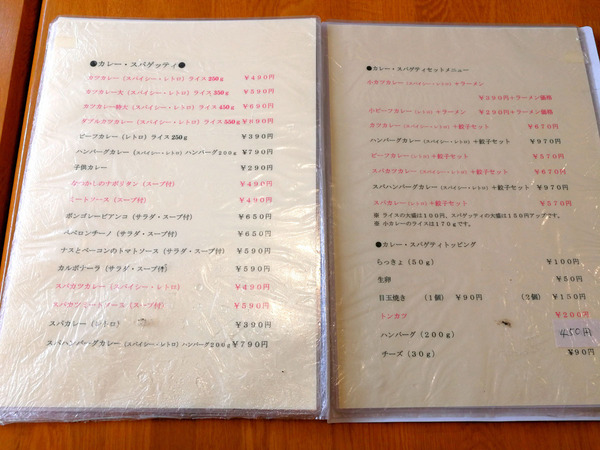 ●カレー・スパゲッティ●
カツカレー（スパイシー・レトロ）ライス250ｇ ￥４９０円
カツカレー大（スパイシー・レトロ）ライス350ｇ ￥５９０円
カツカレー特大（スパイシー・レトロ）ライス450ｇ ￥６９０円
ダブルカツカレー（スパイシー・レトロ）ライス550ｇ ￥８９０円
ビーフカレー（レトロ）ライス250ｇ ￥３９０円
ハンバーグカレー（スパイシー・レトロ）ハンバーグ２００ｇ ￥７９０円
子供カレー ￥２９０円
なつかしのナポリタン（スープ付） ￥４９０円
ミートソース（スープ付） ￥４９０円
ボンゴレービアンコ（サラダ・スープ付） ￥６５０円
ペペロンチーノ（サラダ・スープ付） ￥６５０円
ナスとベーコンのトマトソース（サラダ・スープ付） ￥５９０円
カルボナーラ（サラダ・スープ付） ￥５９０円
スパカツカレー（スパイシー・レトロ） ￥４９０円
スパカツミートソース（スープ付） ￥５９０円
スパカレー（レトロ） ￥３９０円
スパハンバーグカレー（スパイシー・レトロ）ハンバーグ200ｇ ￥７９０円
●カレー・スパゲティセットメニュー
小カツカレー（スパイシー・レトロ）＋ラーメン
￥３９０円＋ラーメン価格
小ビーフカレー（レトロ）＋ラーメン ￥２９０円＋ラーメン価格
カツカレー（スパイシー・レトロ）＋餃子セット ￥６７０円
ハンバーグカレー（スパイシー・レトロ）＋餃子セット ￥９７０円
ビーフカレー（レトロ）＋餃子セット ￥５７０円
スパカツカレー（スパイシー・レトロ）＋餃子セット ￥６７０円
スパハンバーグカレー（スパイシー・レトロ）＋餃子セット ￥９７０円
スパカレー（スパイシー・レトロ）＋餃子セット ￥５７０円
※ ライスの大盛は１００円、スパゲッティの大盛は１５０円アップです。
※ 小カレーのライスは１７０ｇです。
●カレー・スパゲティトッピング
らっきょ（５０ｇ） ￥１００円
生卵 ￥５０円
目玉焼き （１個）￥９０円 （２個）￥１５０円
トンカツ ￥２００円
ハンバーグ（２００ｇ） 450円
チーズ（３０ｇ） ￥９０円